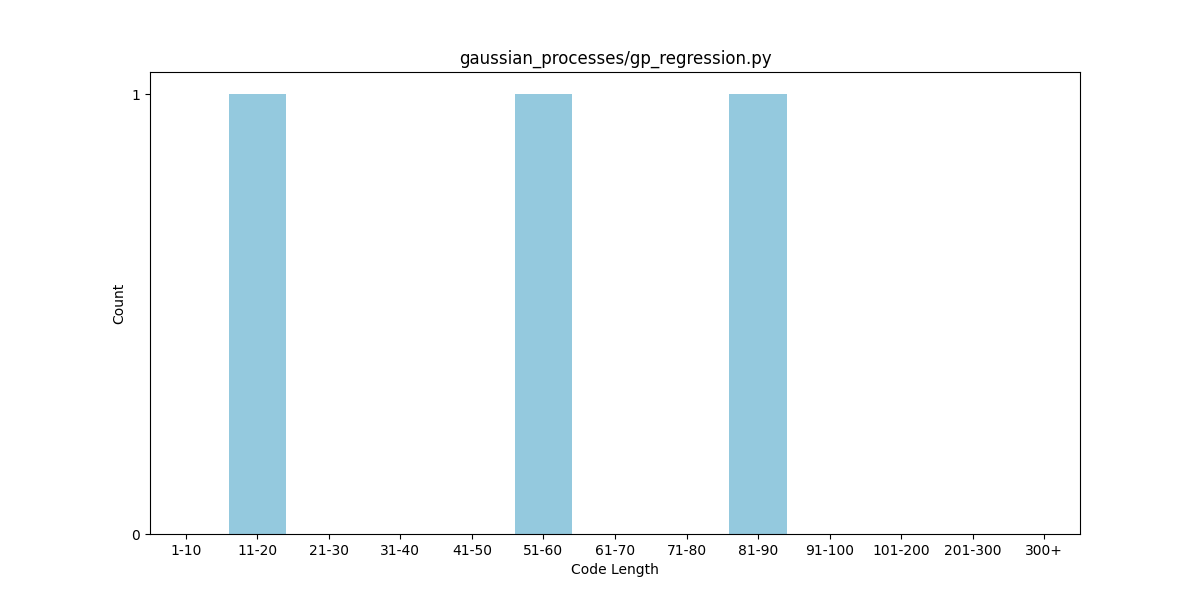 gaussian_processes/gp_regression.py
Count
1
0
1-10 11-20 21-30 31-40 41-50 51-60 61-70 71-80 81-90 91-100 101-200 201-300 300+
Code Length